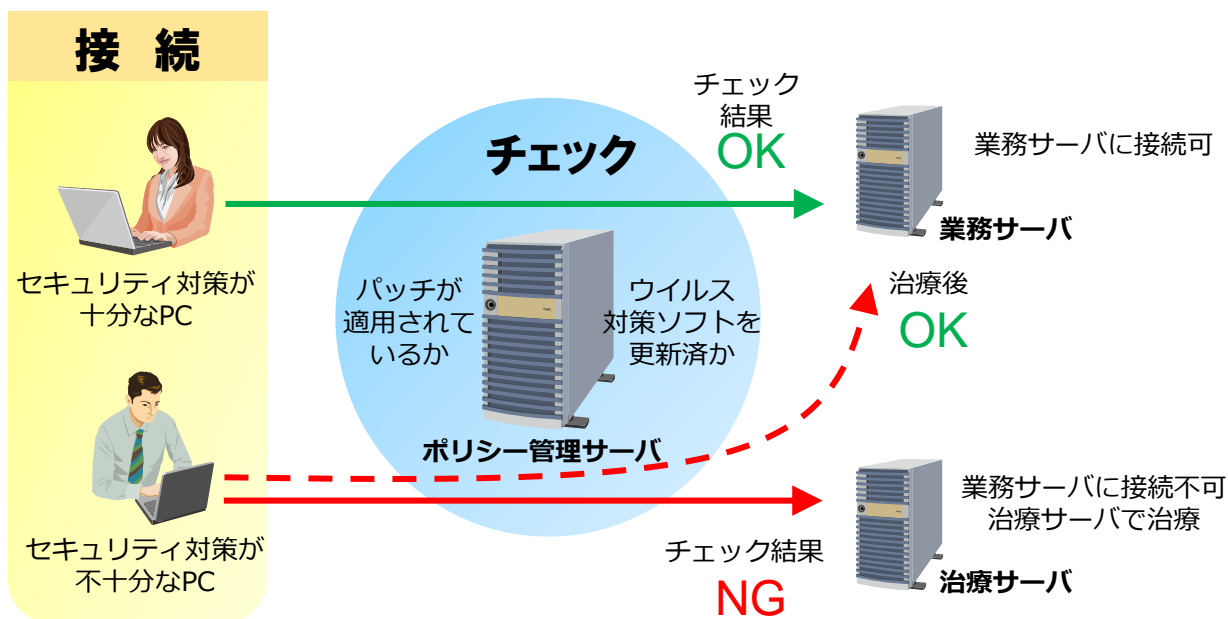 接 続
セキュリティ対策が
十分なPC
セキュリティ対策が
不十分なPC
チェック
パッチが
適用されて
いるか
ウイルス
対策ソフトを
更新済か
ポリシー管理サーバ
チェック
結果
OK
業務サーバに接続可
業務サーバ
治療後
OK
チェック結果
NG
業務サーバに接続不可
治療サーバで治療
治療サーバ